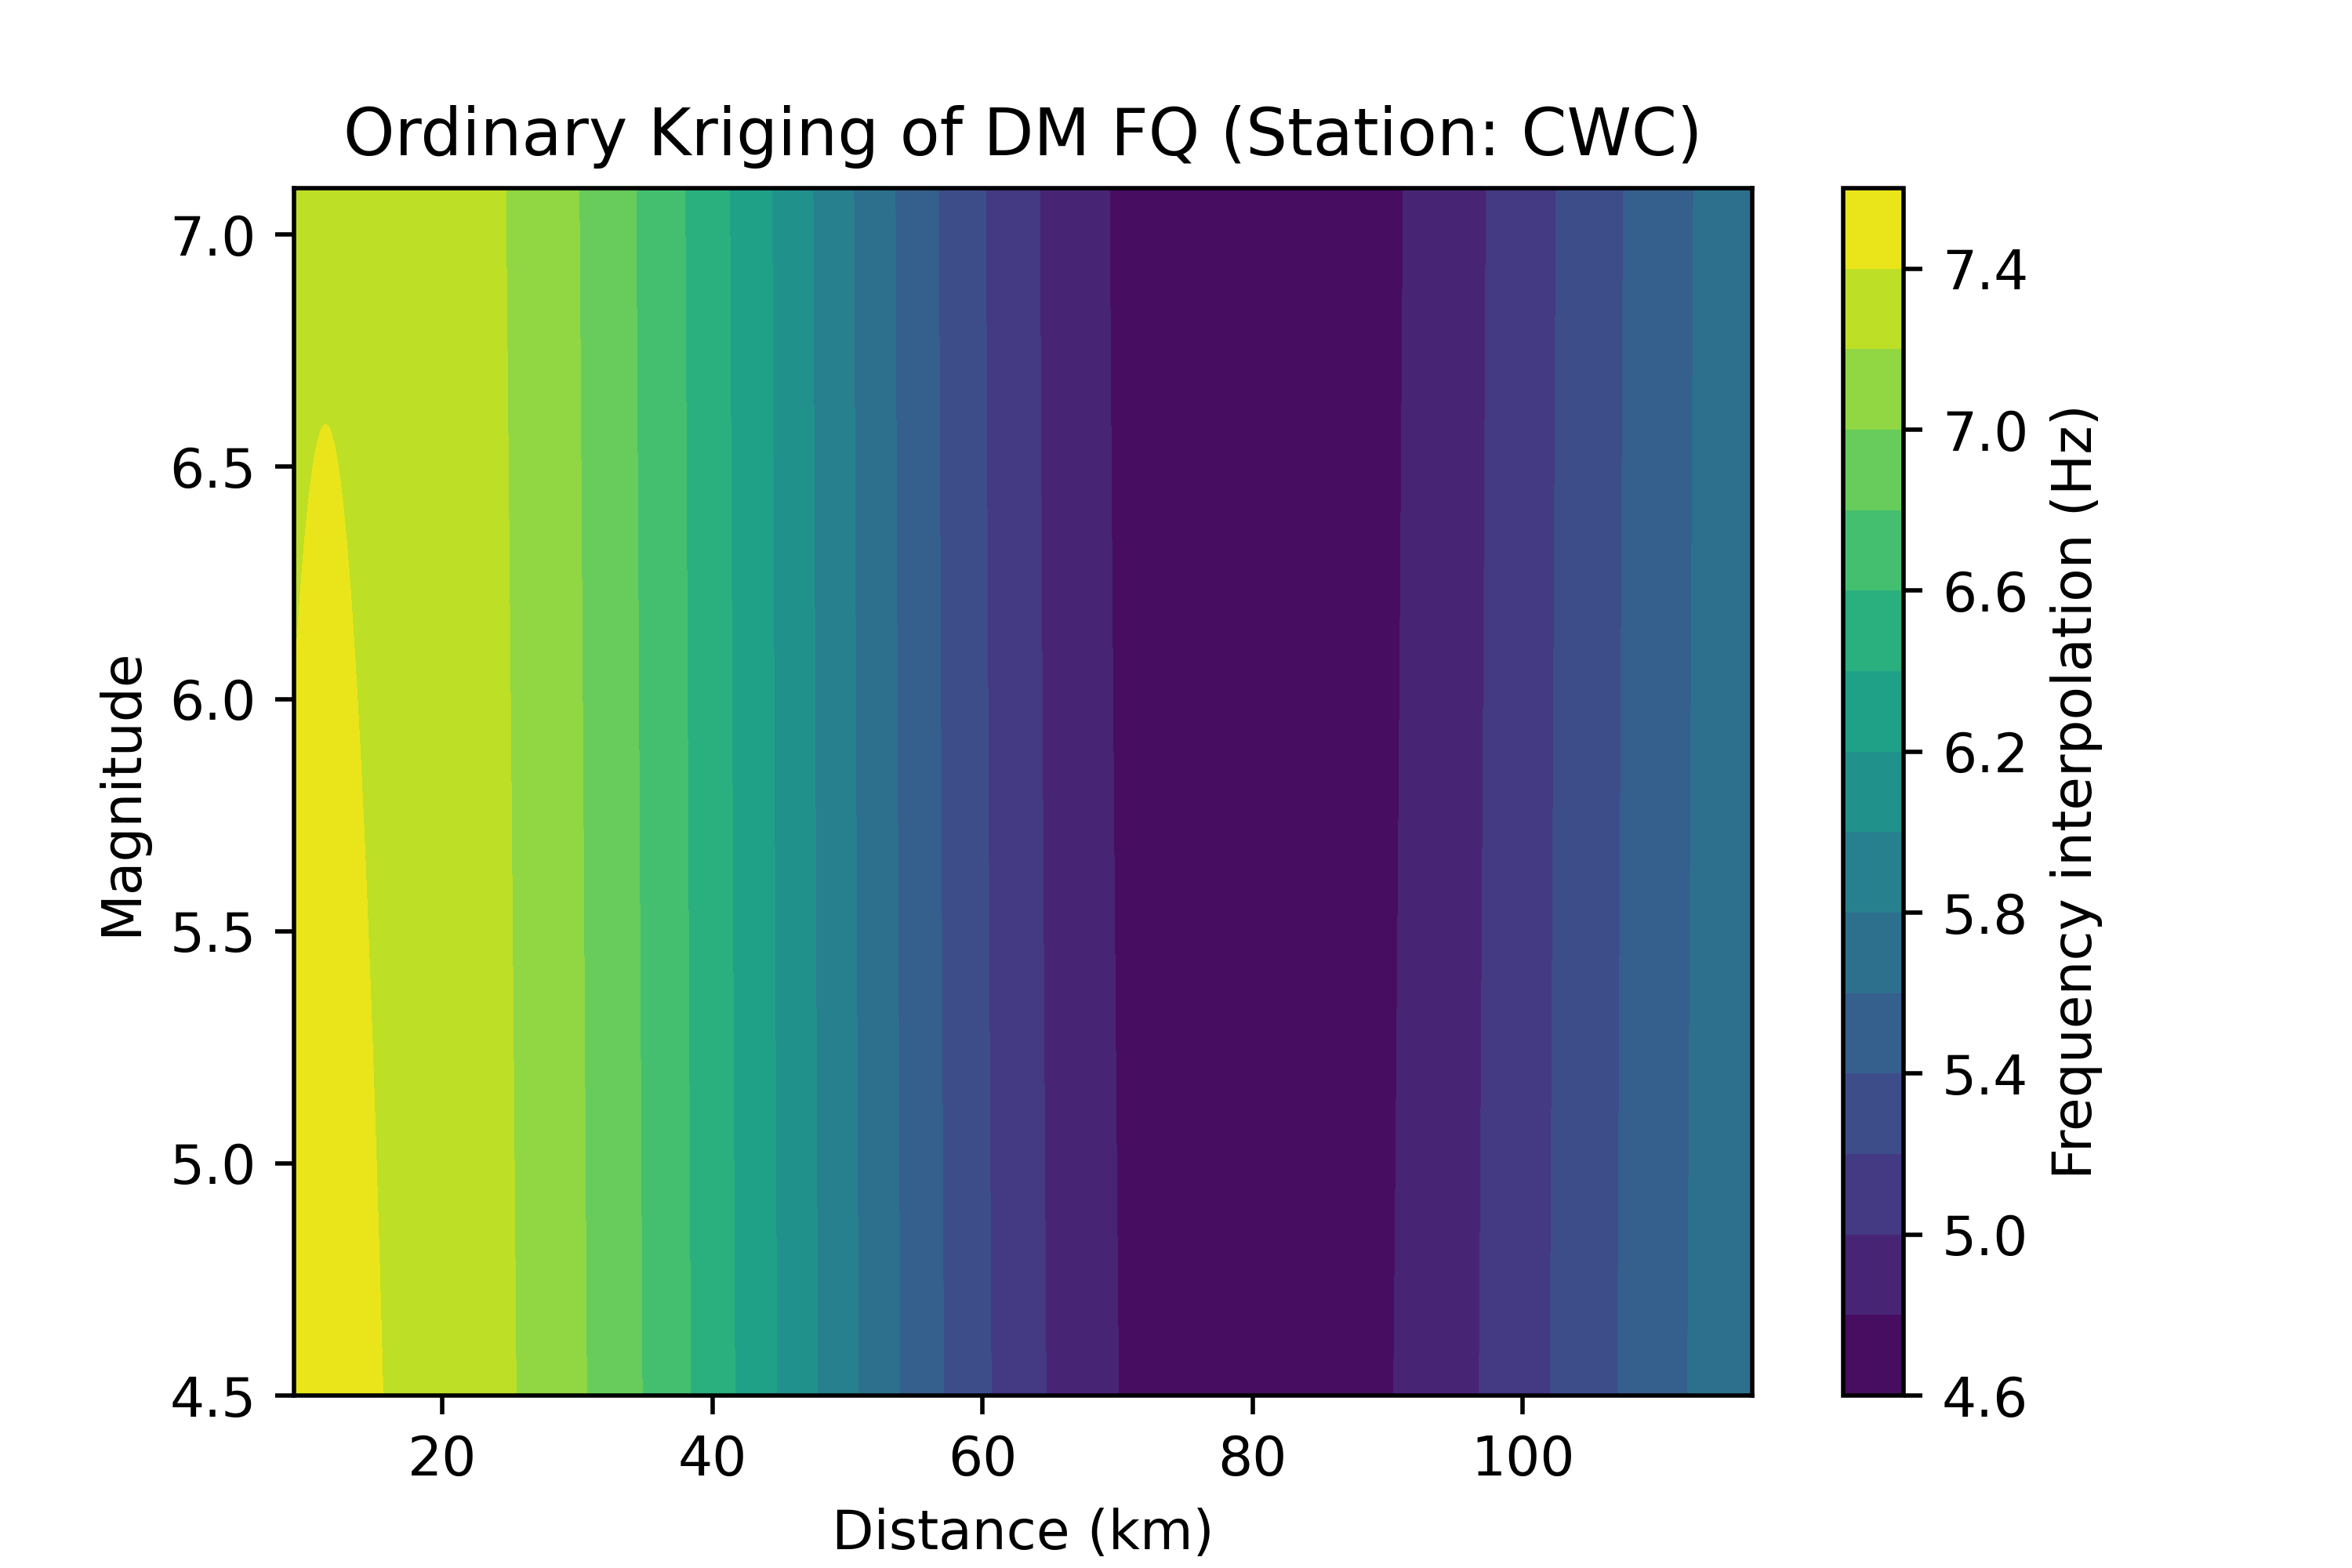 Ordinary Kriging of DM FQ (Station: CWC)
7.0
6.5
6.0
5.5
5.0
4.5
Magnitude
20 40 60 80 100
Distance (km)
7.4
7.0
6.6
6.2
5.8
5.4
5.0
4.6
Frequency interpolation (Hz)